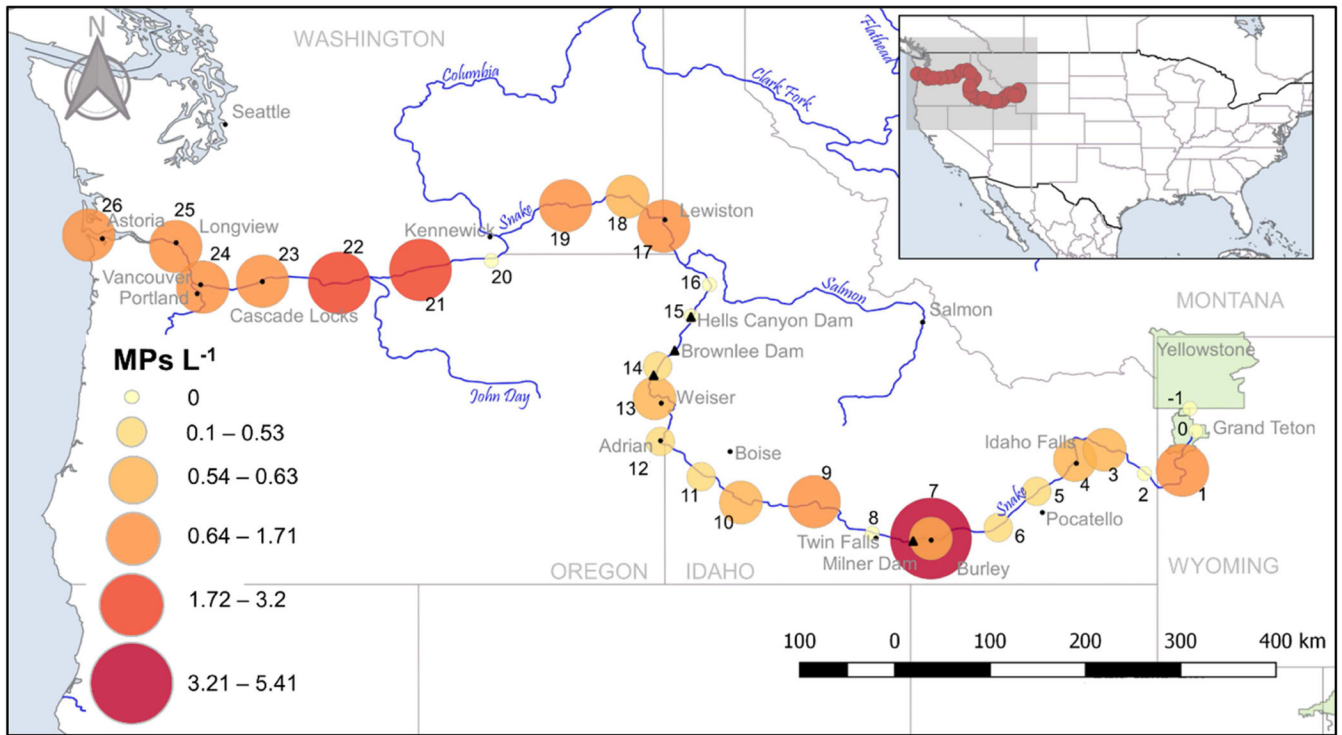 N
WASHINGTON
Seattle
Columbia
Clark Fork
Flathead
26
Astoria
25
Longview
24
Vancouver
Portland
23
Cascade Locks
22
21
Kennewick
Snake
20
19
18
17
Lewiston
16
15
Hells Canyon Dam
Salmon
Salmon
MONTANA
Brownlee Dam
14
Weiser
13
John Day
Adrian
12
Boise
11
10
9
8
Twin Falls
Milner Dam
7
Burley
6
Snake
5
Pocatello
Idaho Falls
4
3
2
1
Yellowstone
-1
0
Grand Teton
OREGON
IDAHO
WYOMING
MPs L-1
0
0.1 – 0.53
0.54 – 0.63
0.64 – 1.71
1.72 – 3.2
3.21 – 5.41
100 0 100 200 300 400 km